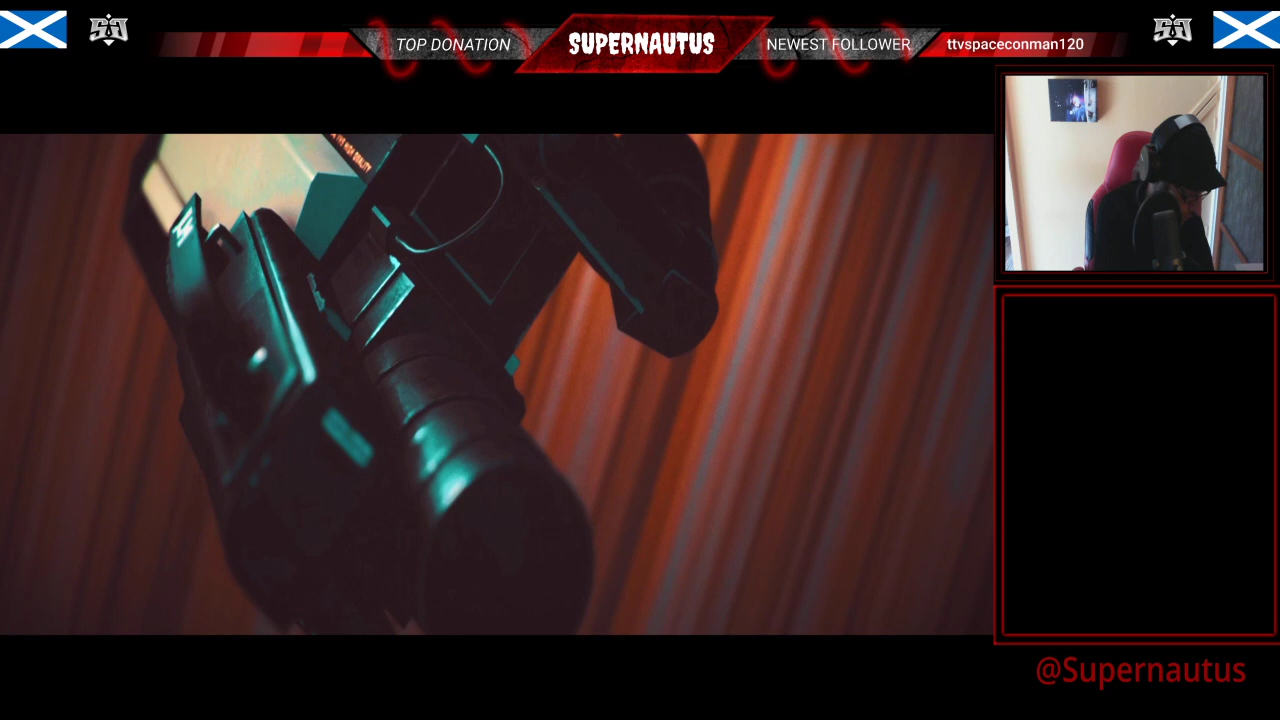 TOP DONATION
SUPERNAUTUS
NEWEST FOLLOWER
ttvspaceconman120
@Supernautus